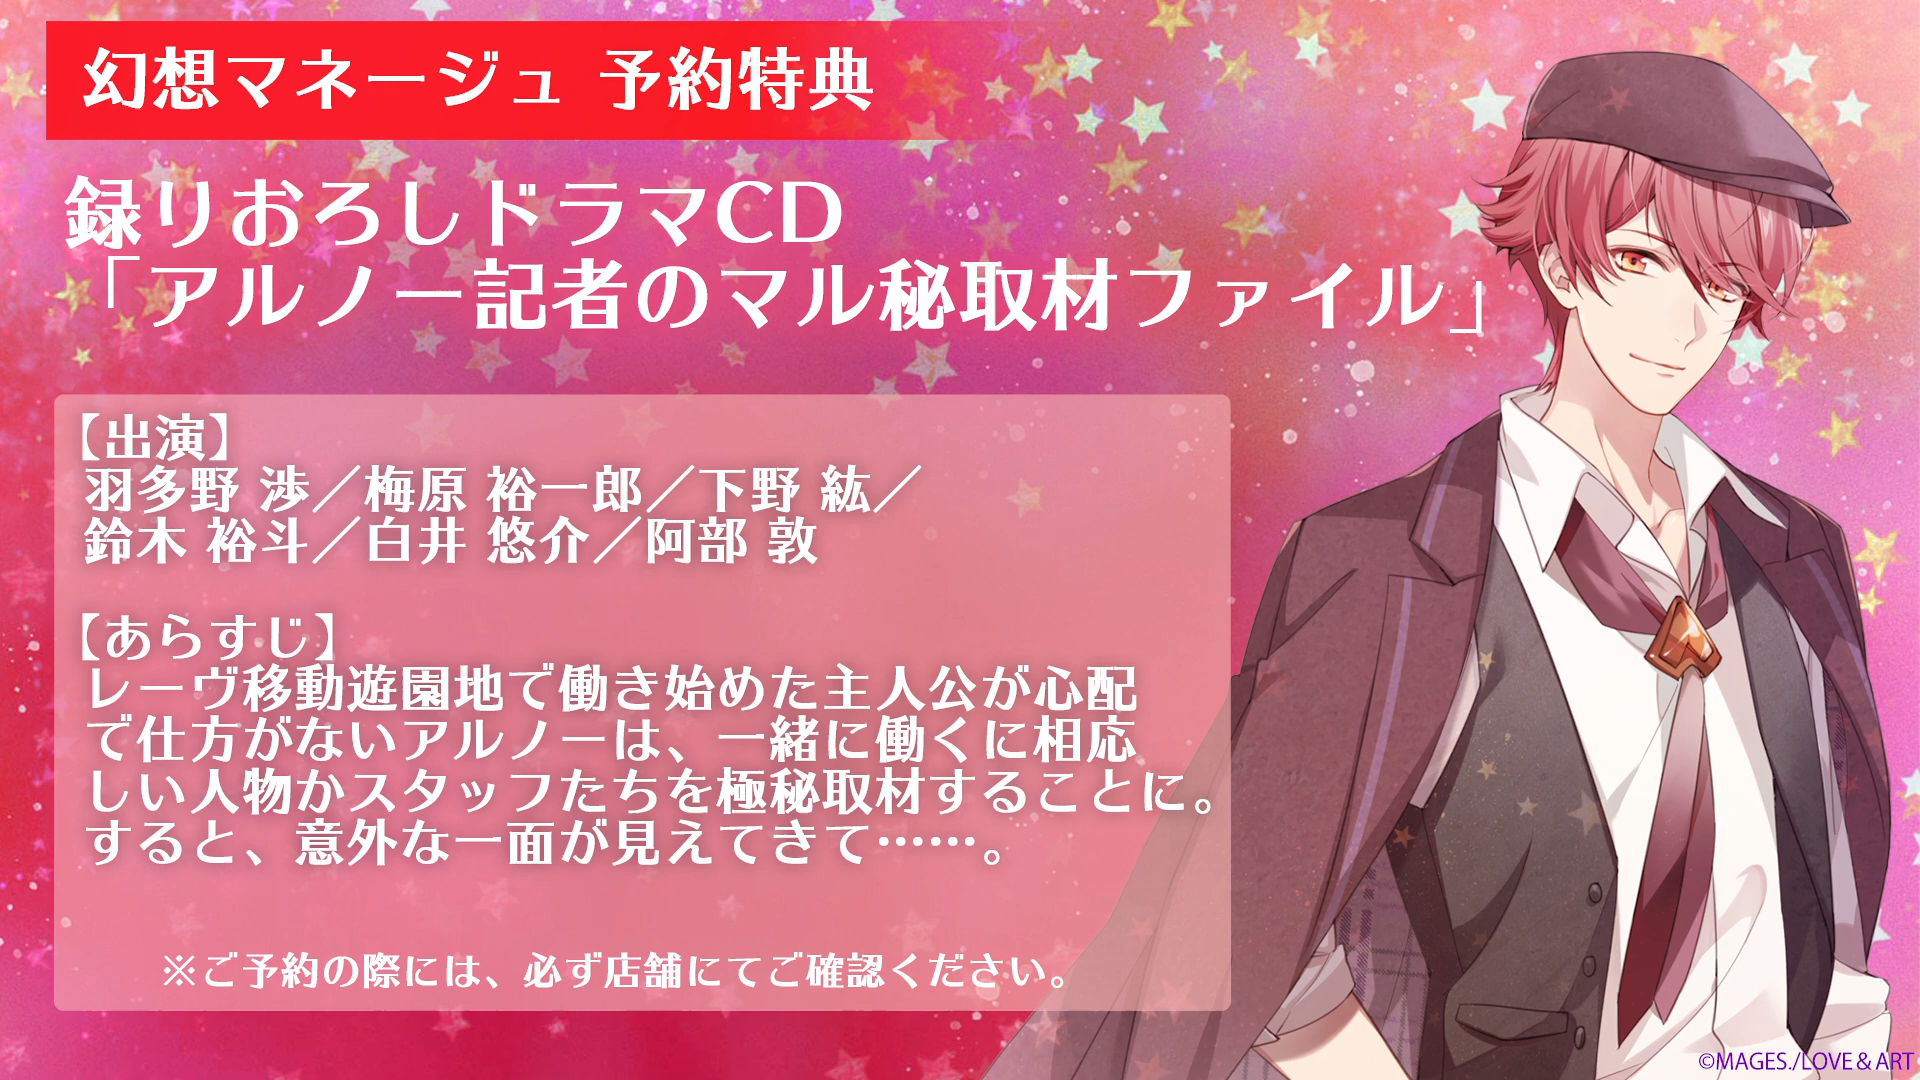 幻想マネージュ 予約特典
録りおろしドラマCD
「アルノー記者のマル秘取材ファイル」
【出演】
羽多野 渉／梅原 裕一郎／下野 紘／
鈴木 裕斗／白井 悠介／阿部 敦
【あらすじ】
レーヴ移動遊園地で働き始めた主人公が心配
で仕方がないアルノーは、一緒に働くに相応
しい人物かスタッフたちを極秘取材することに。
すると、意外な一面が見えてきて……。
※ご予約の際には、必ず店舗にてご確認ください。
©MAGES./LOVE＆ART